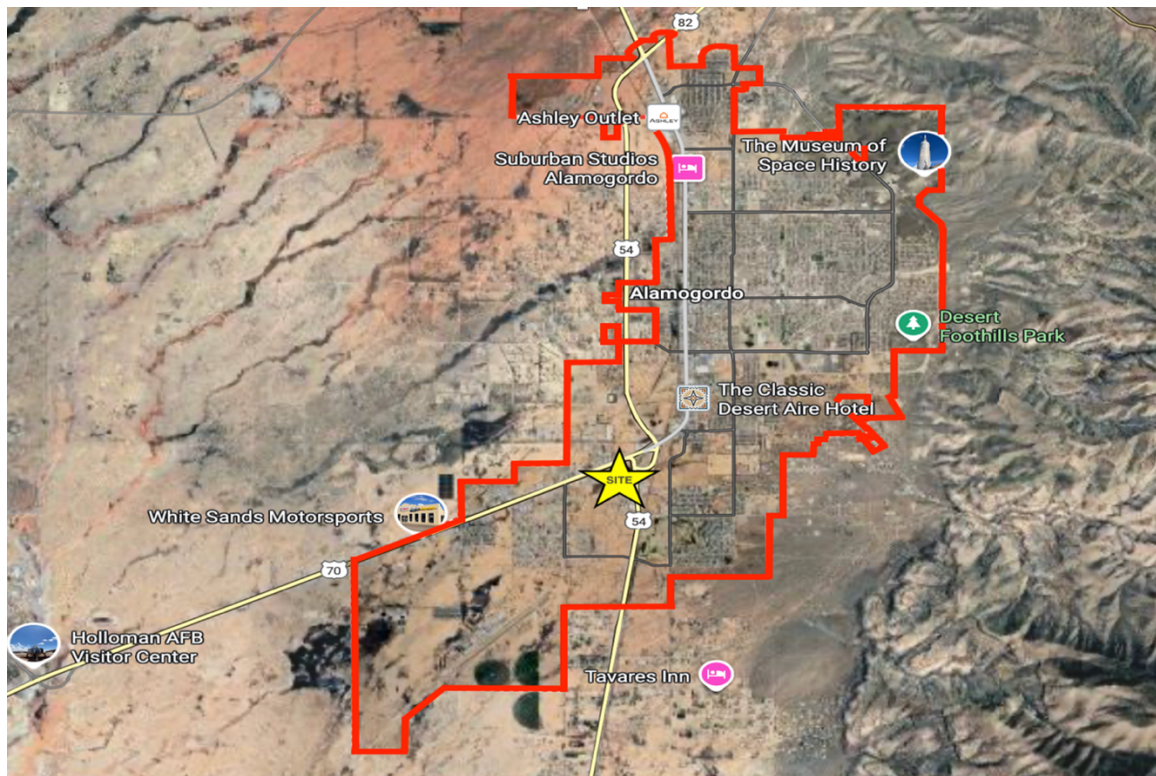 82
Ashley Outlet
ASHLEY
The Museum of
Space History
Suburban Studios
Alamogordo
54
Alamogordo
Desert
Foothills Park
The Classic
Desert Aire Hotel
SITE
White Sands Motorsports
54
70
Holloman AFB
Visitor Center
Tavares Inn